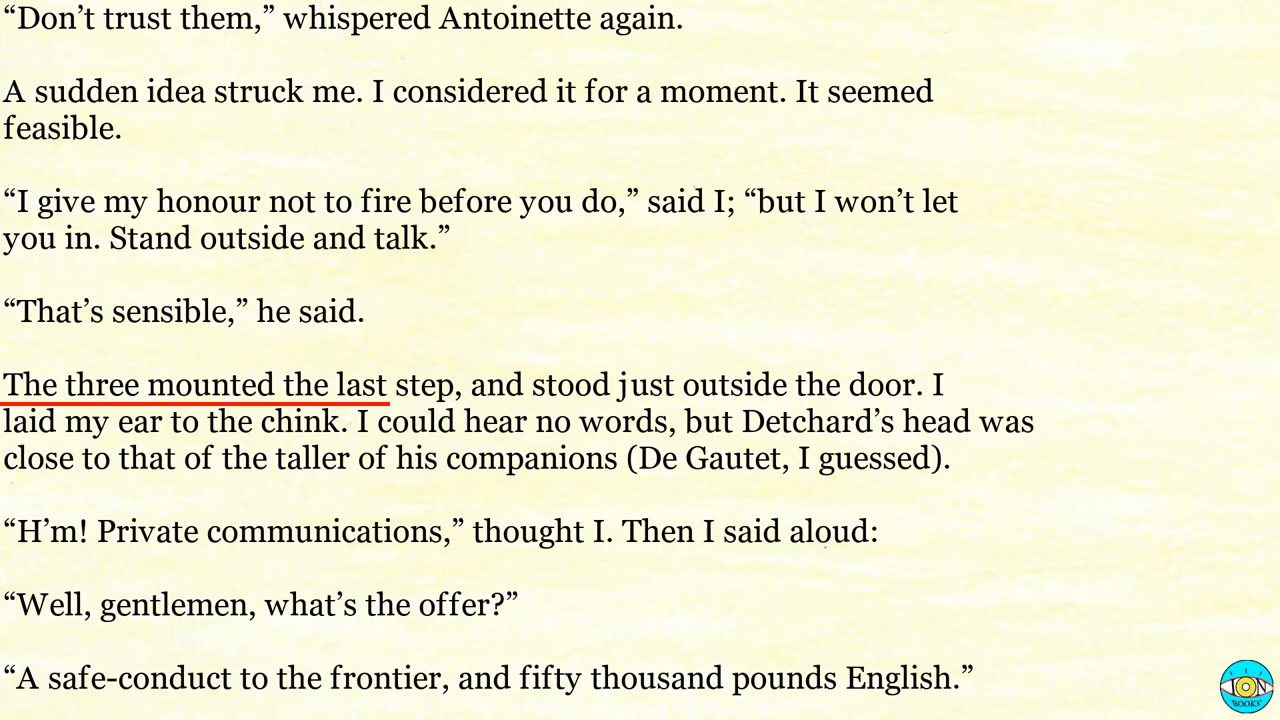 “Don’t trust them,” whispered Antoinette again.
A sudden idea struck me. I considered it for a moment. It seemed
feasible.
“I give my honour not to fire before you do,” said I; “but I won’t let
you in. Stand outside and talk.”
“That’s sensible,” he said.
The three mounted the last step, and stood just outside the door. I
laid my ear to the chink. I could hear no words, but Detchard’s head was
close to that of the taller of his companions (De Gautet, I guessed).
“H’m! Private communications,” thought I. Then I said aloud:
“Well, gentlemen, what’s the offer?”
“A safe-conduct to the frontier, and fifty thousand pounds English.”
ION
BOOKS